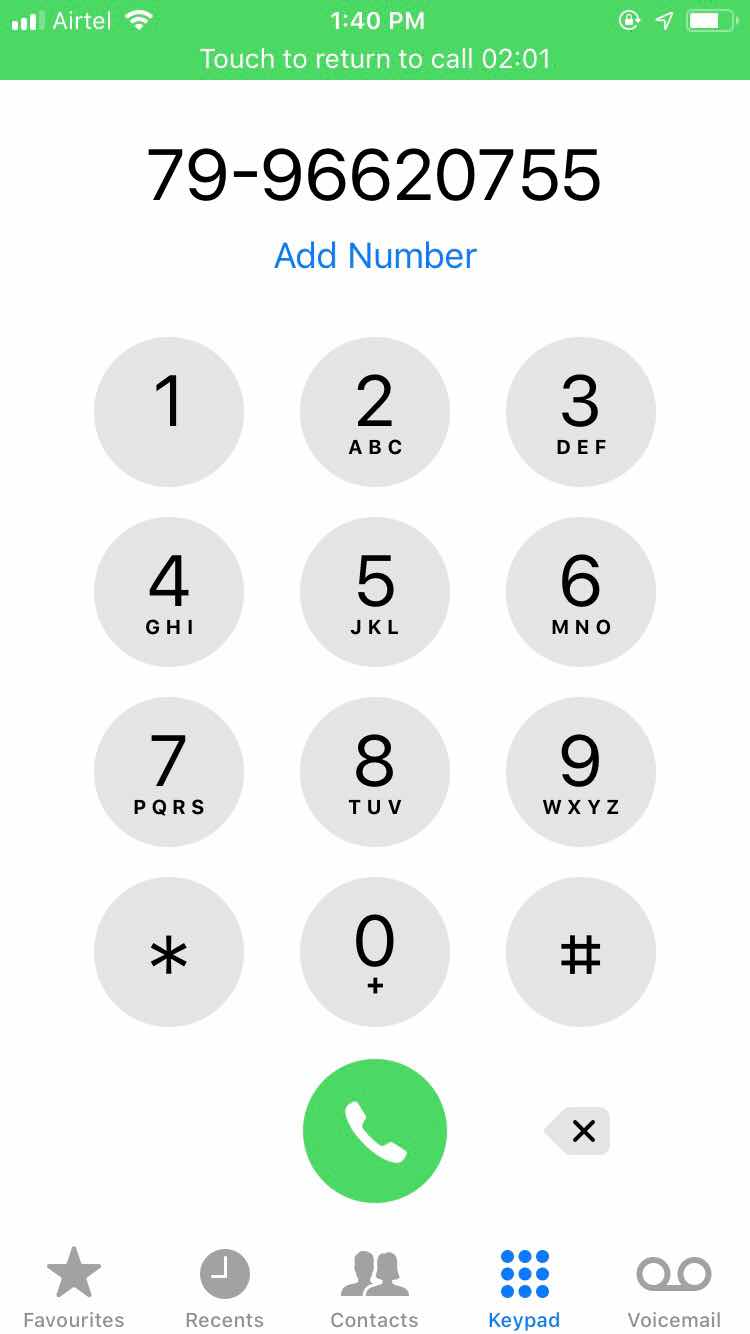 Airtel 1:40 PM
Touch to return to call 02:01
79-96620755
Add Number
1 2 3
ABC DEF
4 5 6
GHI JKL MNO
7 8 9
PQRS TUV WXYZ
* 0 #
+
Favourites Recents Contacts Keypad Voicemail